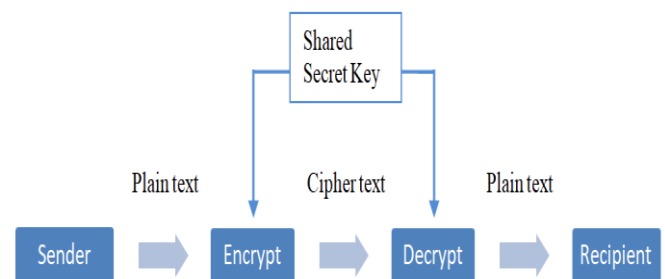 Shared
Secret Key
Plain text Cipher text Plain text
Sender Encrypt Decrypt Recipient